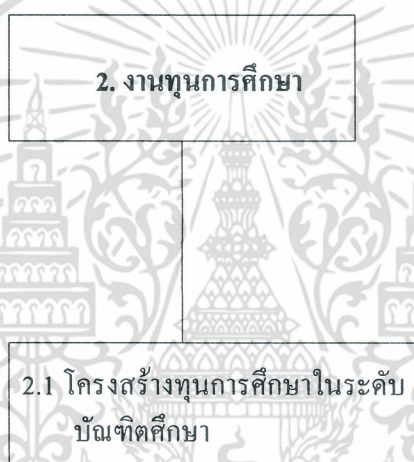 2. งานทุนการศึกษา
2.1 โครงสร้างทุนการศึกษาในระดับ
บัณฑิตศึกษา